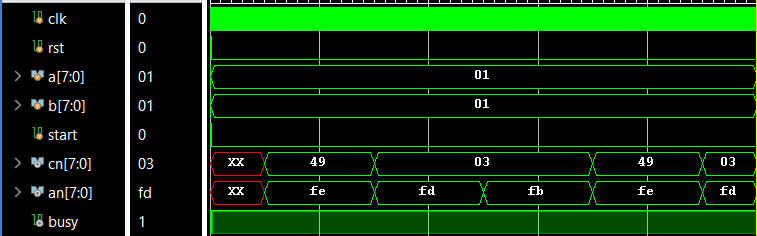 clk 0
rst 0
a[7:0] 01 01
b[7:0] 01 01
start 0
cn[7:0] 03 XX 49 03 49 03
an[7:0] fd XX fe fd fb fe fd
busy 1